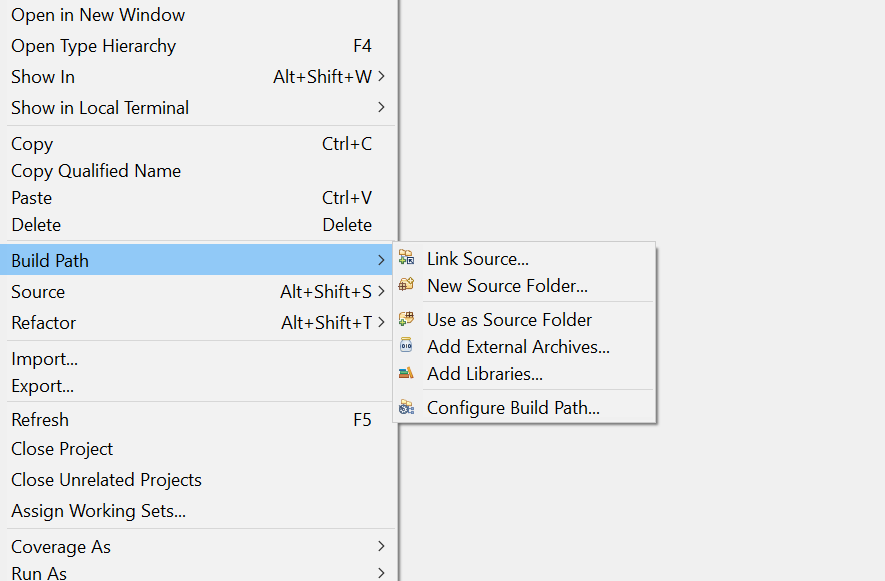 Open in New Window
Open Type Hierarchy F4
Show In Alt+Shift+W
Show in Local Terminal
Copy Ctrl+C
Copy Qualified Name
Paste Ctrl+V
Delete Delete
Build Path
Source Alt+Shift+S
Refactor Alt+Shift+T
Import...
Export...
Refresh F5
Close Project
Close Unrelated Projects
Assign Working Sets...
Coverage As
Run As
Link Source...
New Source Folder...
Use as Source Folder
Add External Archives...
Add Libraries...
Configure Build Path...